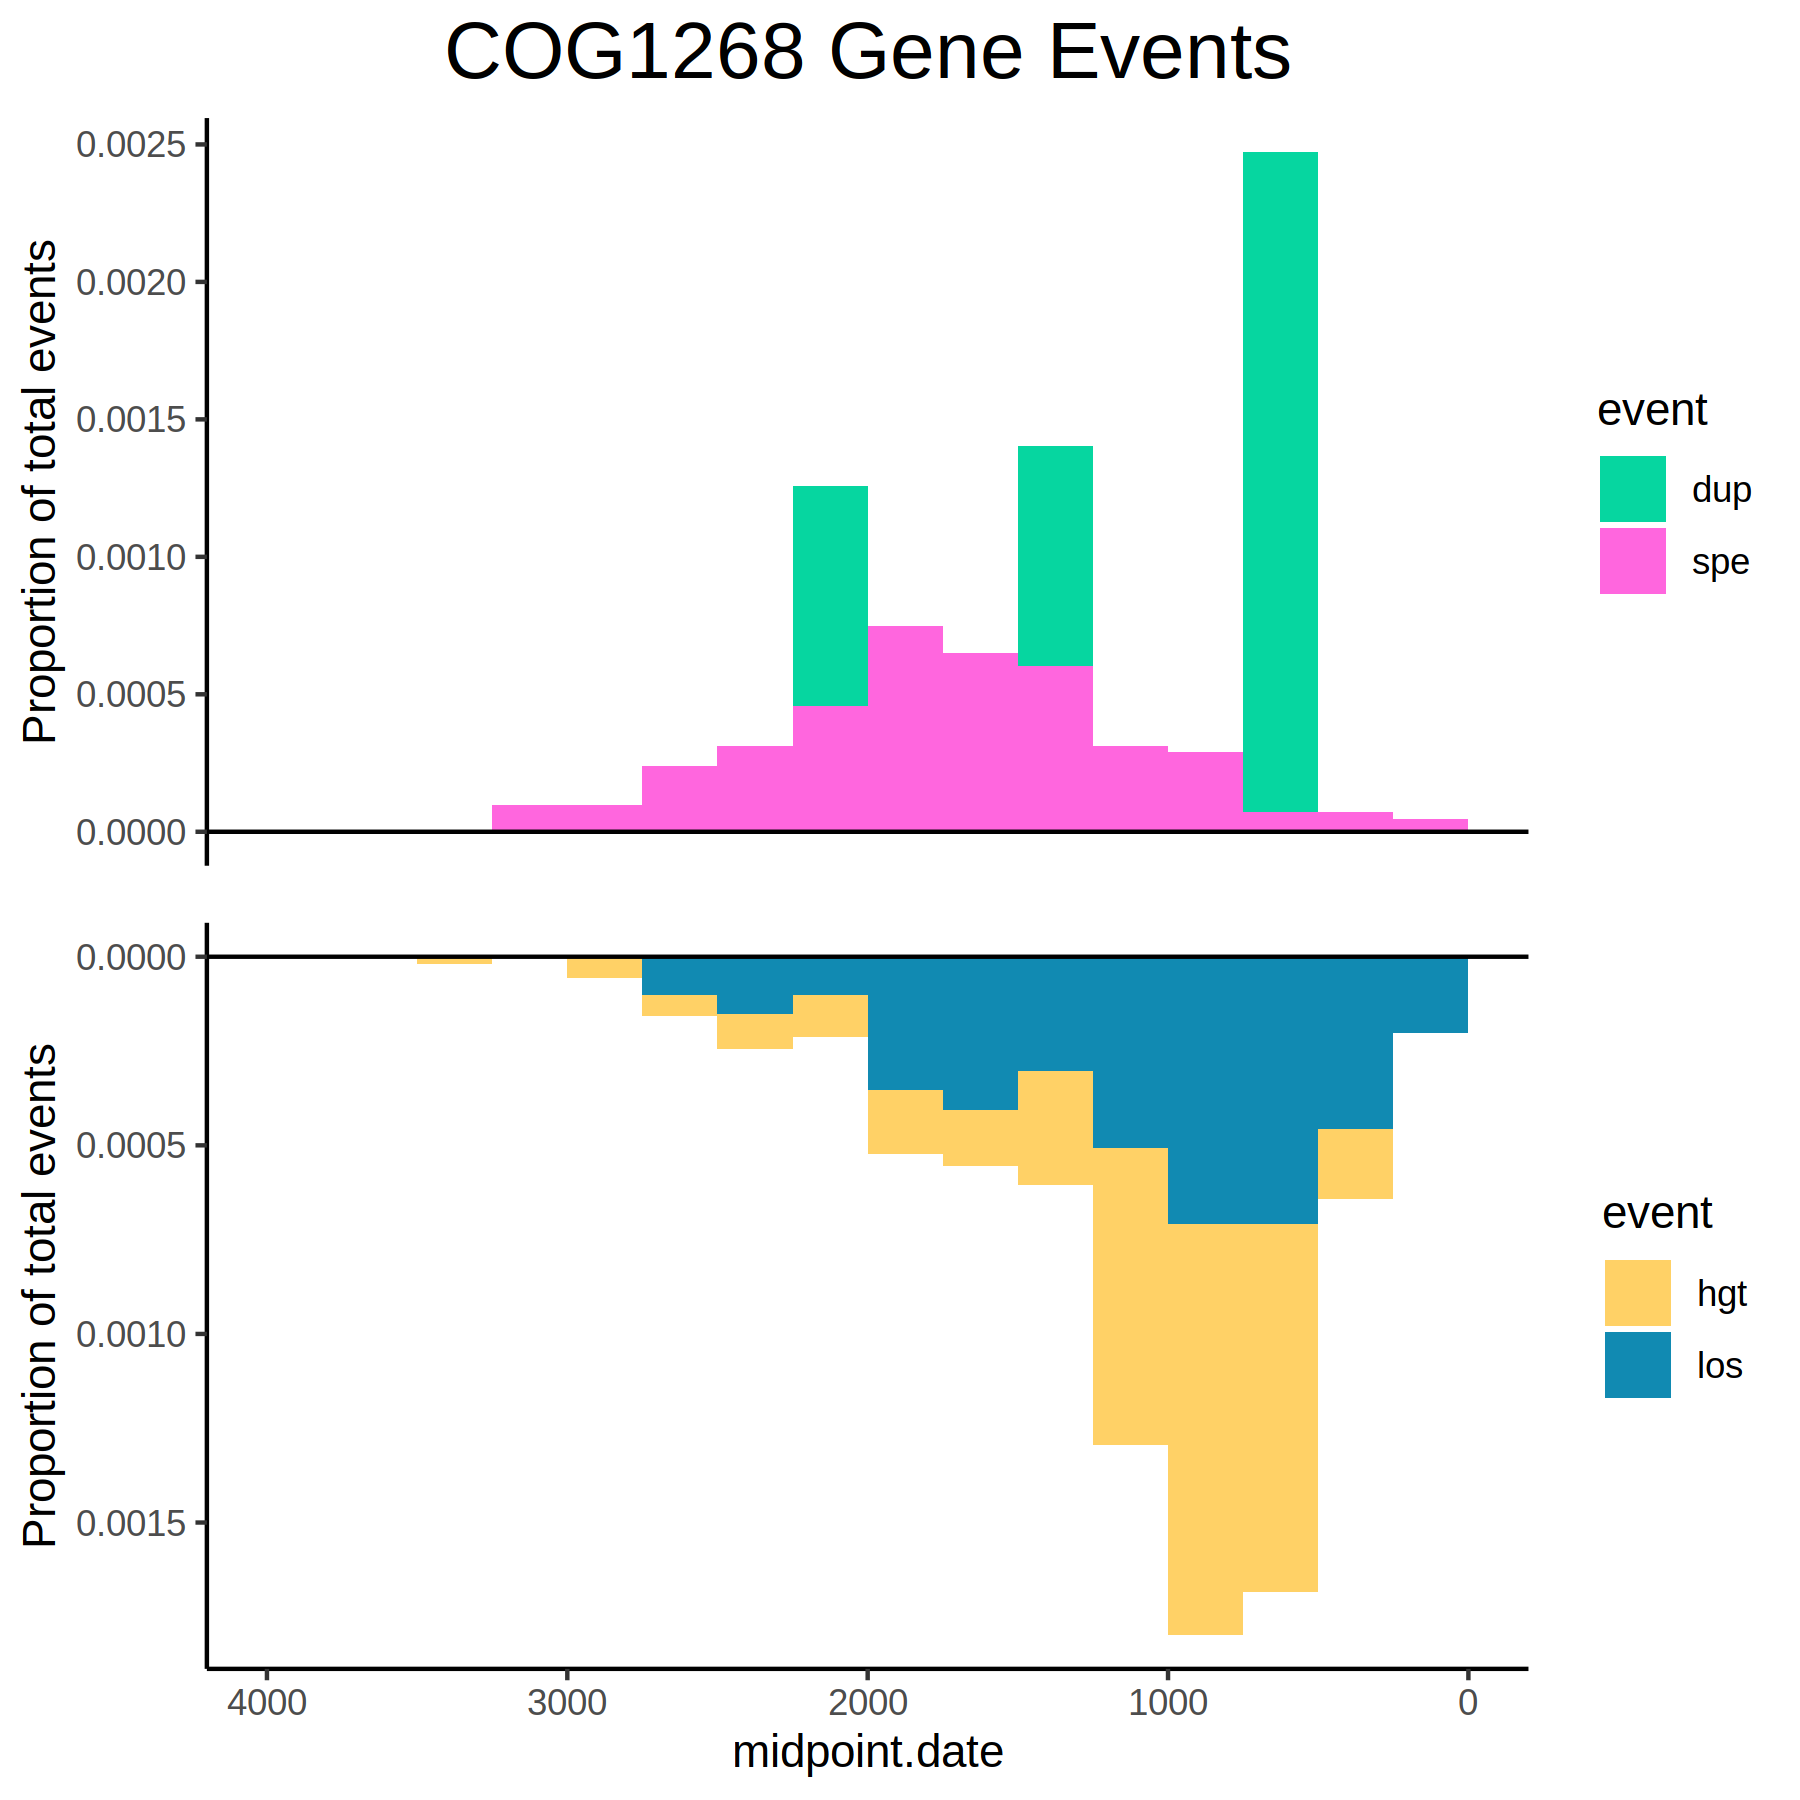 COG1268 Gene Events
0.0025
0.0020
0.0015
0.0010
0.0005
0.0000
Proportion of total events
event
dup
spe
0.0000
0.0005
0.0010
0.0015
Proportion of total events
event
hgt
los
4000 3000 2000 1000 0
midpoint.date